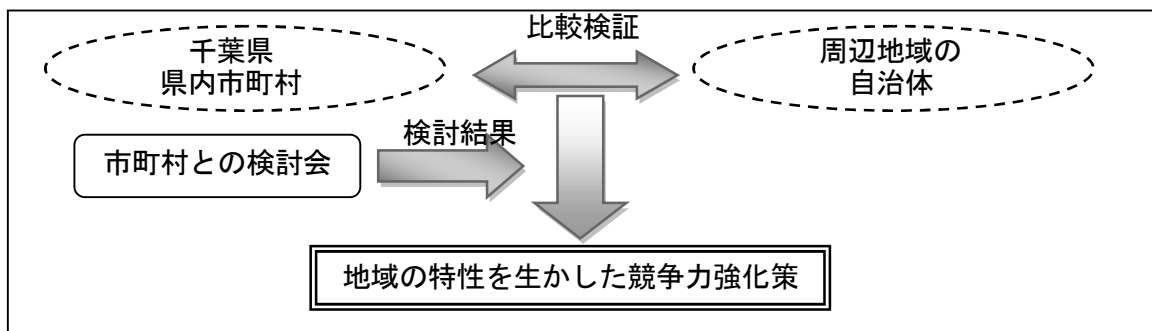 比較検証
千葉県
県内市町村
周辺地域の
自治体
検討結果
市町村との検討会
地域の特性を生かした競争力強化策